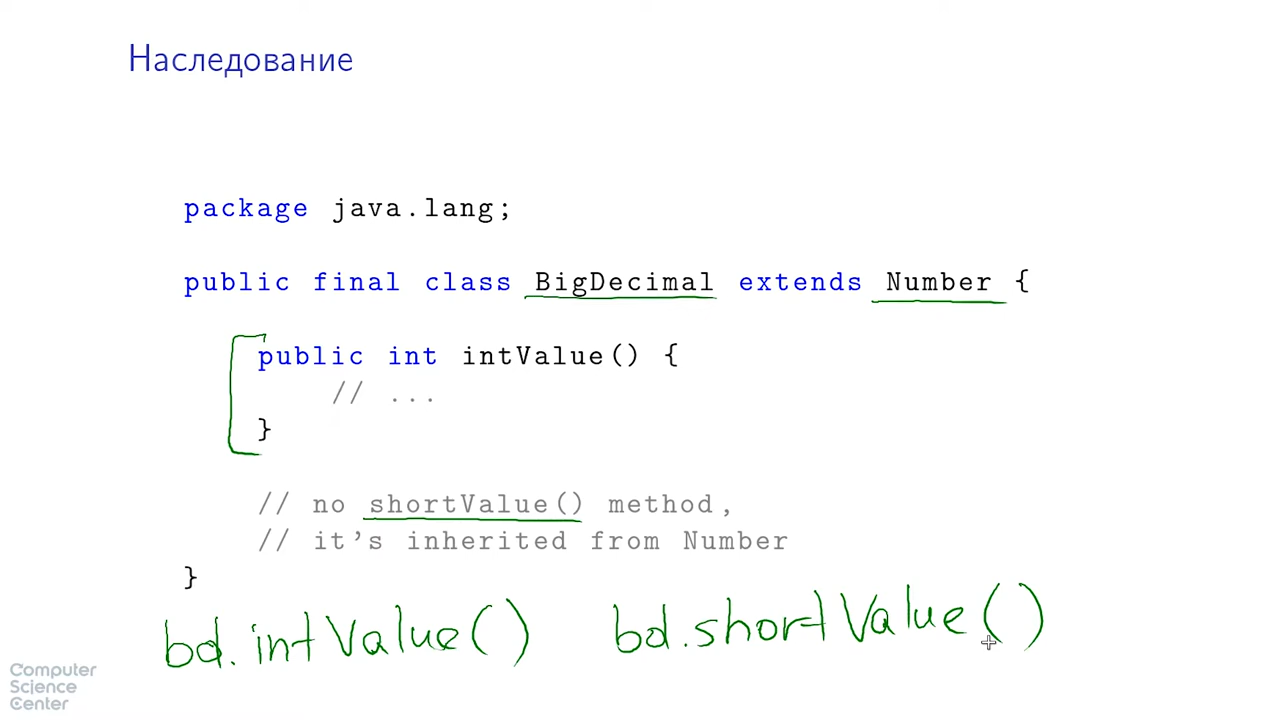 Наследование
package java.lang;
public final class BigDecimal extends Number {
public int intValue() {
// ...
}
// no shortValue() method,
// it's inherited from Number
}
bd.intValue() bd.shortValue()
Computer
Science
Center